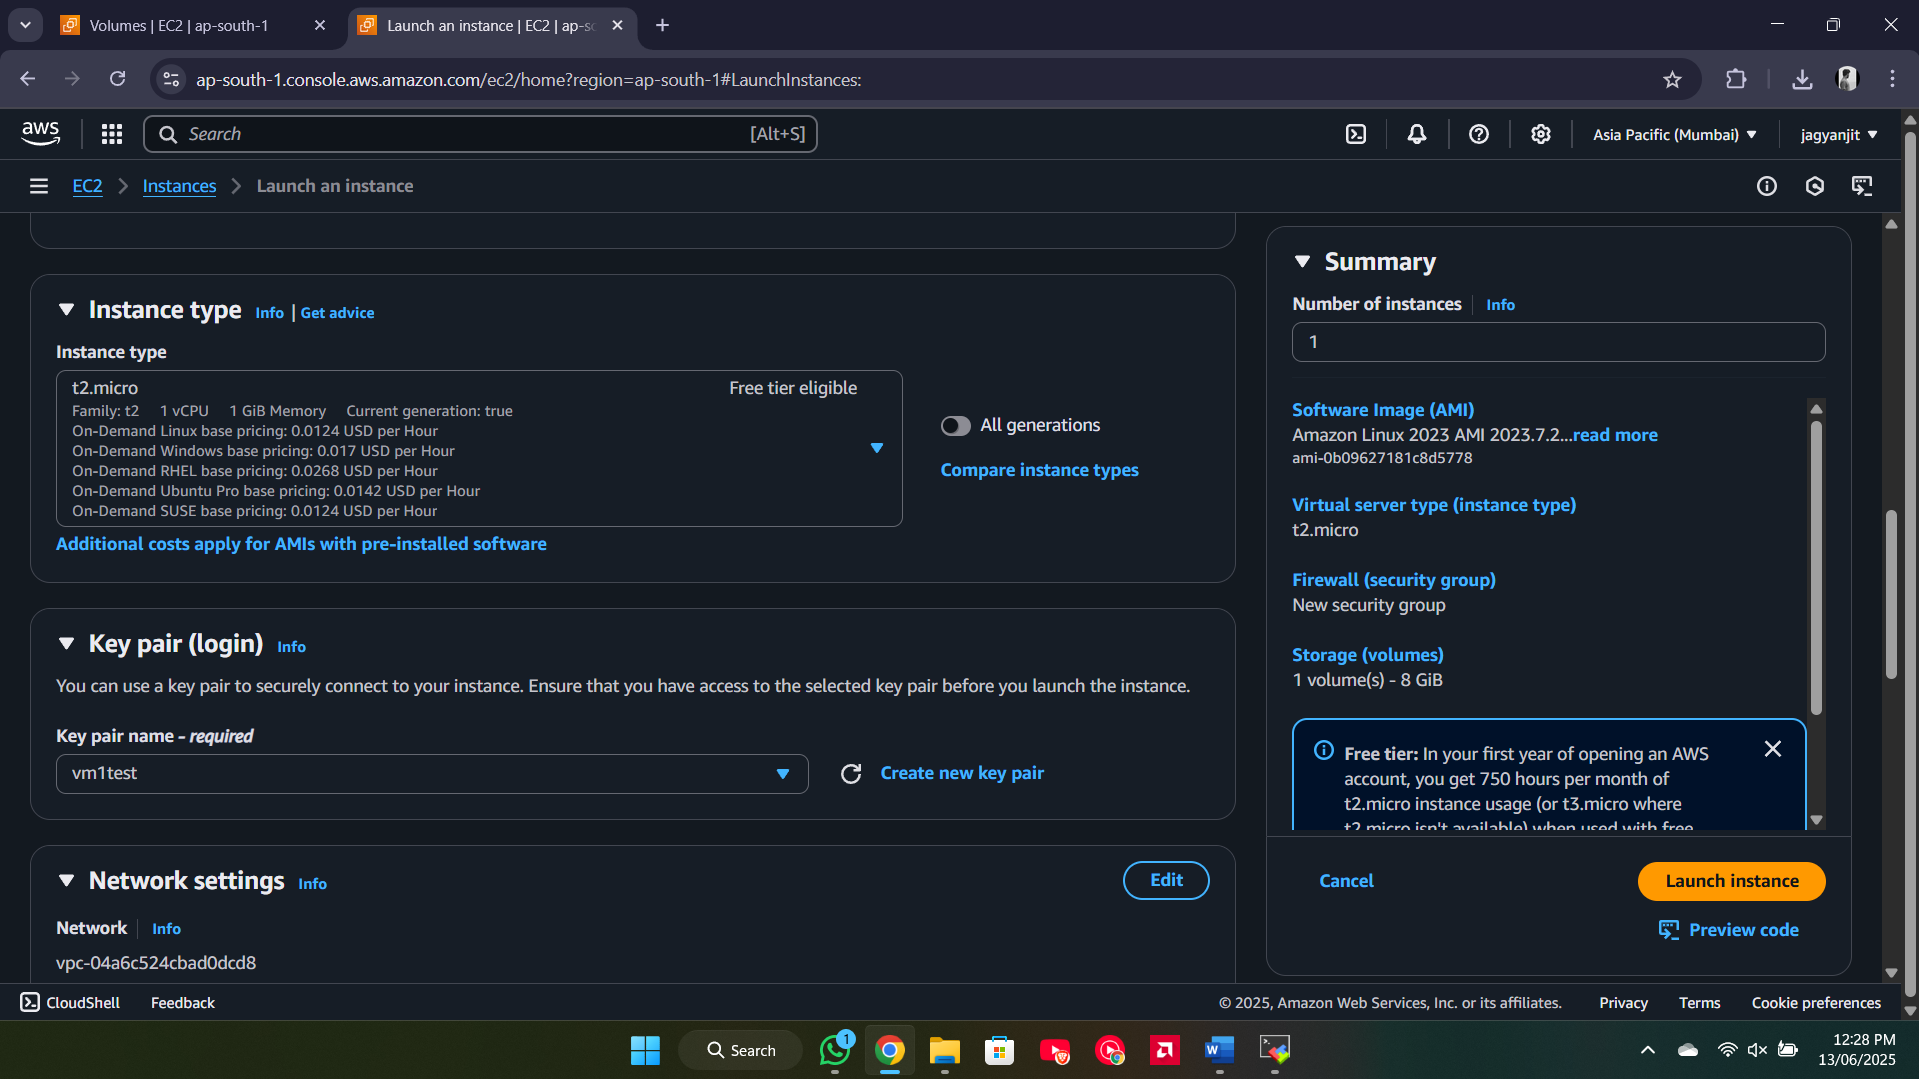 Volumes | EC2 | ap-south-1
Launch an instance | EC2 | ap-so
ap-south-1.console.aws.amazon.com/ec2/home?region=ap-south-1#LaunchInstances:
aws
Search
[Alt+S]
Asia Pacific (Mumbai)
jagyanjit
EC2
Instances
Launch an instance
Instance type
Info | Get advice
Instance type
t2.micro
Free tier eligible
Family: t2 1 vCPU 1 GiB Memory Current generation: true
On-Demand Linux base pricing: 0.0124 USD per Hour
On-Demand Windows base pricing: 0.017 USD per Hour
On-Demand RHEL base pricing: 0.0268 USD per Hour
On-Demand Ubuntu Pro base pricing: 0.0142 USD per Hour
On-Demand SUSE base pricing: 0.0124 USD per Hour
All generations
Compare instance types
Additional costs apply for AMIs with pre-installed software
Key pair (login)
Info
You can use a key pair to securely connect to your instance. Ensure that you have access to the selected key pair before you launch the instance.
Key pair name - required
vm1test
Create new key pair
Network settings
Info
Edit
Network
Info
vpc-04a6c524cbad0dcd8
Summary
Number of instances
Info
1
Software Image (AMI)
Amazon Linux 2023 AMI 2023.7.2...read more
ami-0b09627181c8d5778
Virtual server type (instance type)
t2.micro
Firewall (security group)
New security group
Storage (volumes)
1 volume(s) - 8 GiB
Free tier: In your first year of opening an AWS
account, you get 750 hours per month of
t2.micro instance usage (or t3.micro where
t2.micro isn't available) when used with free
Cancel
Launch instance
Preview code
CloudShell
Feedback
© 2025, Amazon Web Services, Inc. or its affiliates.
Privacy
Terms
Cookie preferences
Search
1
12:28 PM
13/06/2025